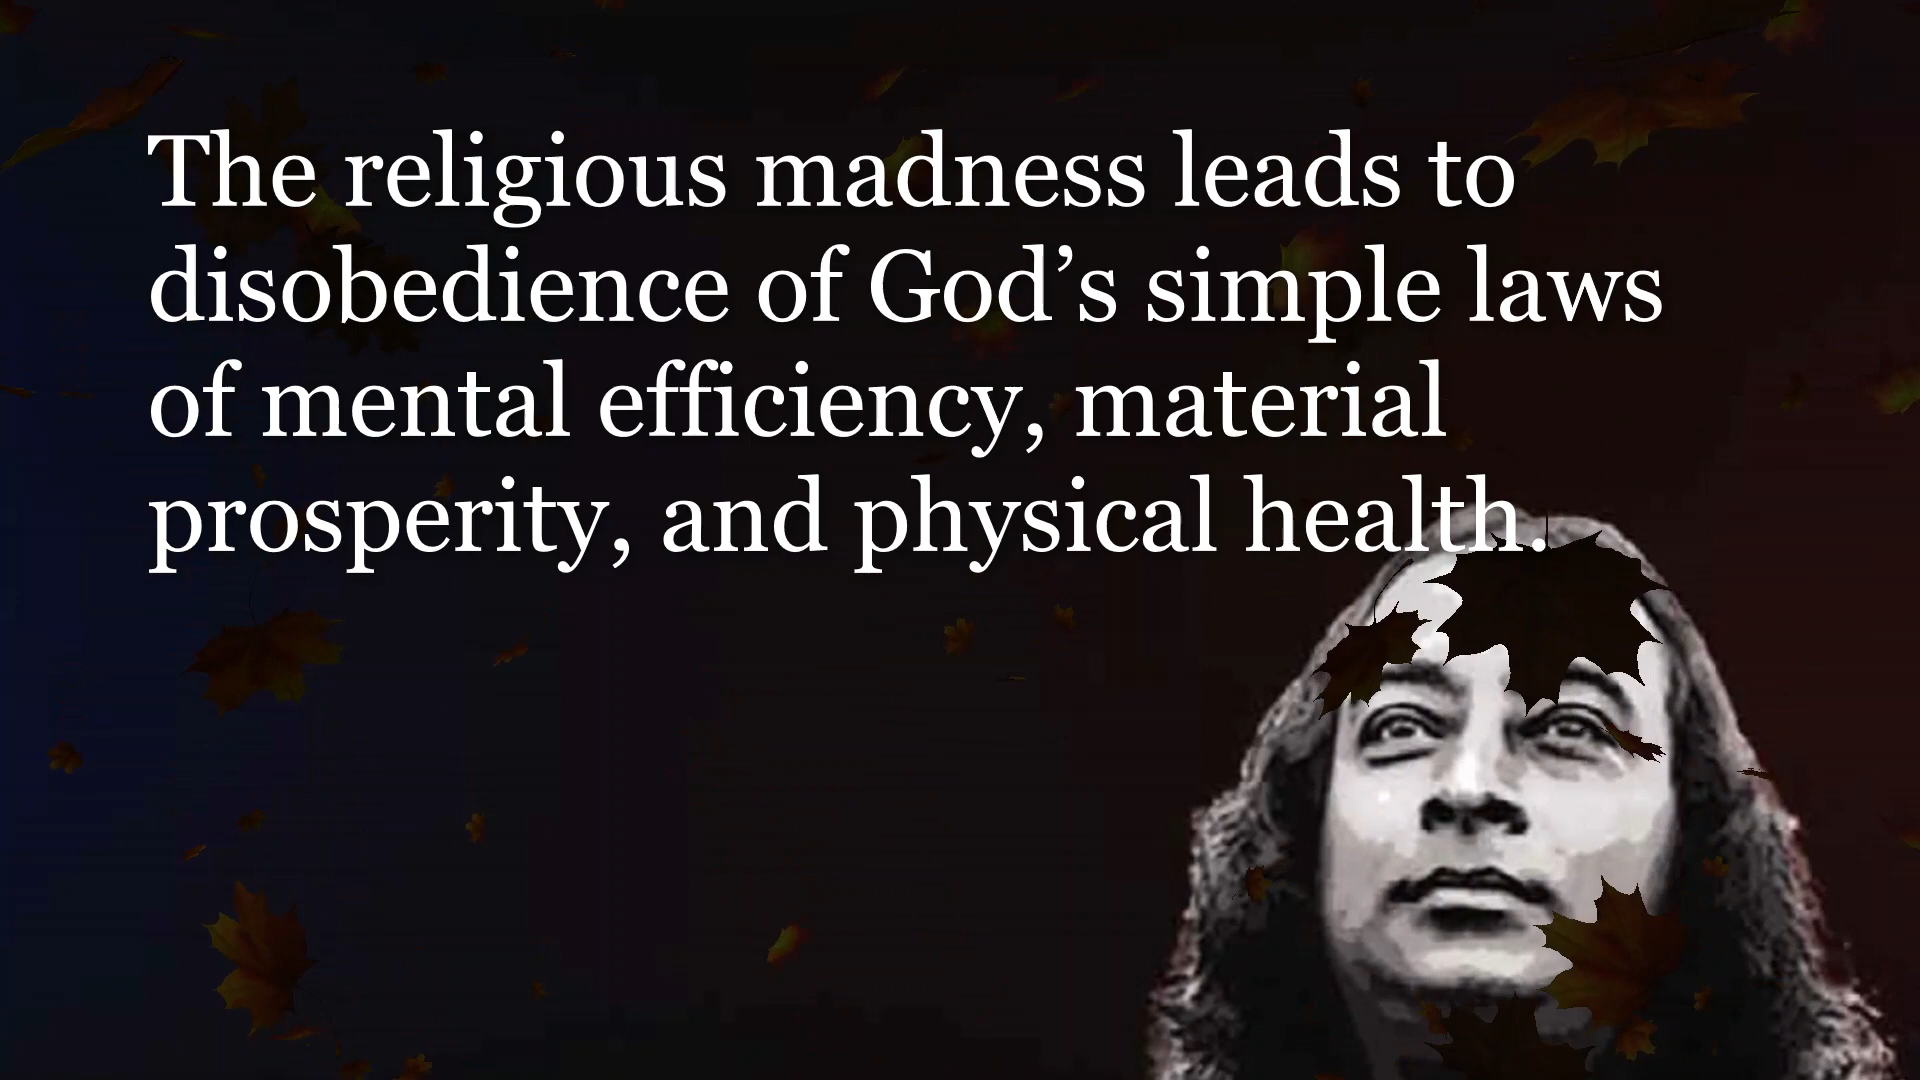 The religious madness leads to
disobedience of God’s simple laws
of mental efficiency, material
prosperity, and physical health.